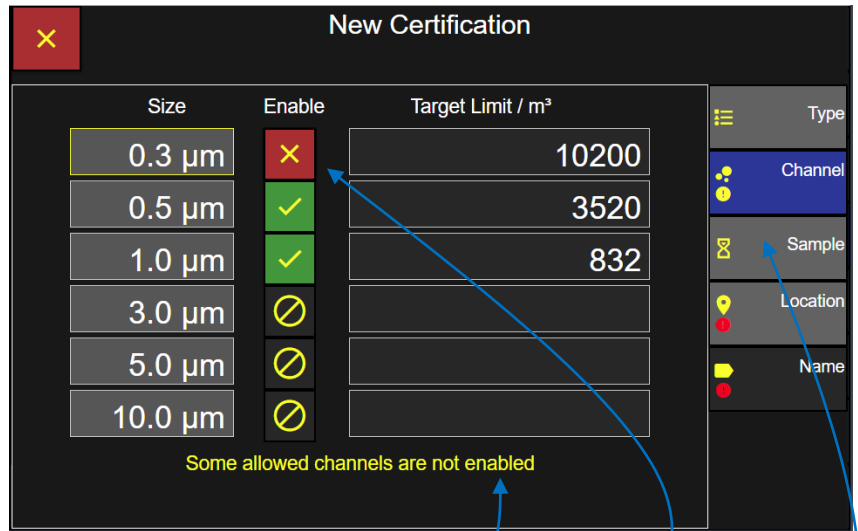 New Certification
Size Enable Target Limit / m³
0.3 µm 10200
0.5 µm 3520
1.0 µm 832
3.0 µm
5.0 µm
10.0 µm
Some allowed channels are not enabled
Type
Channel
Sample
Location
Name